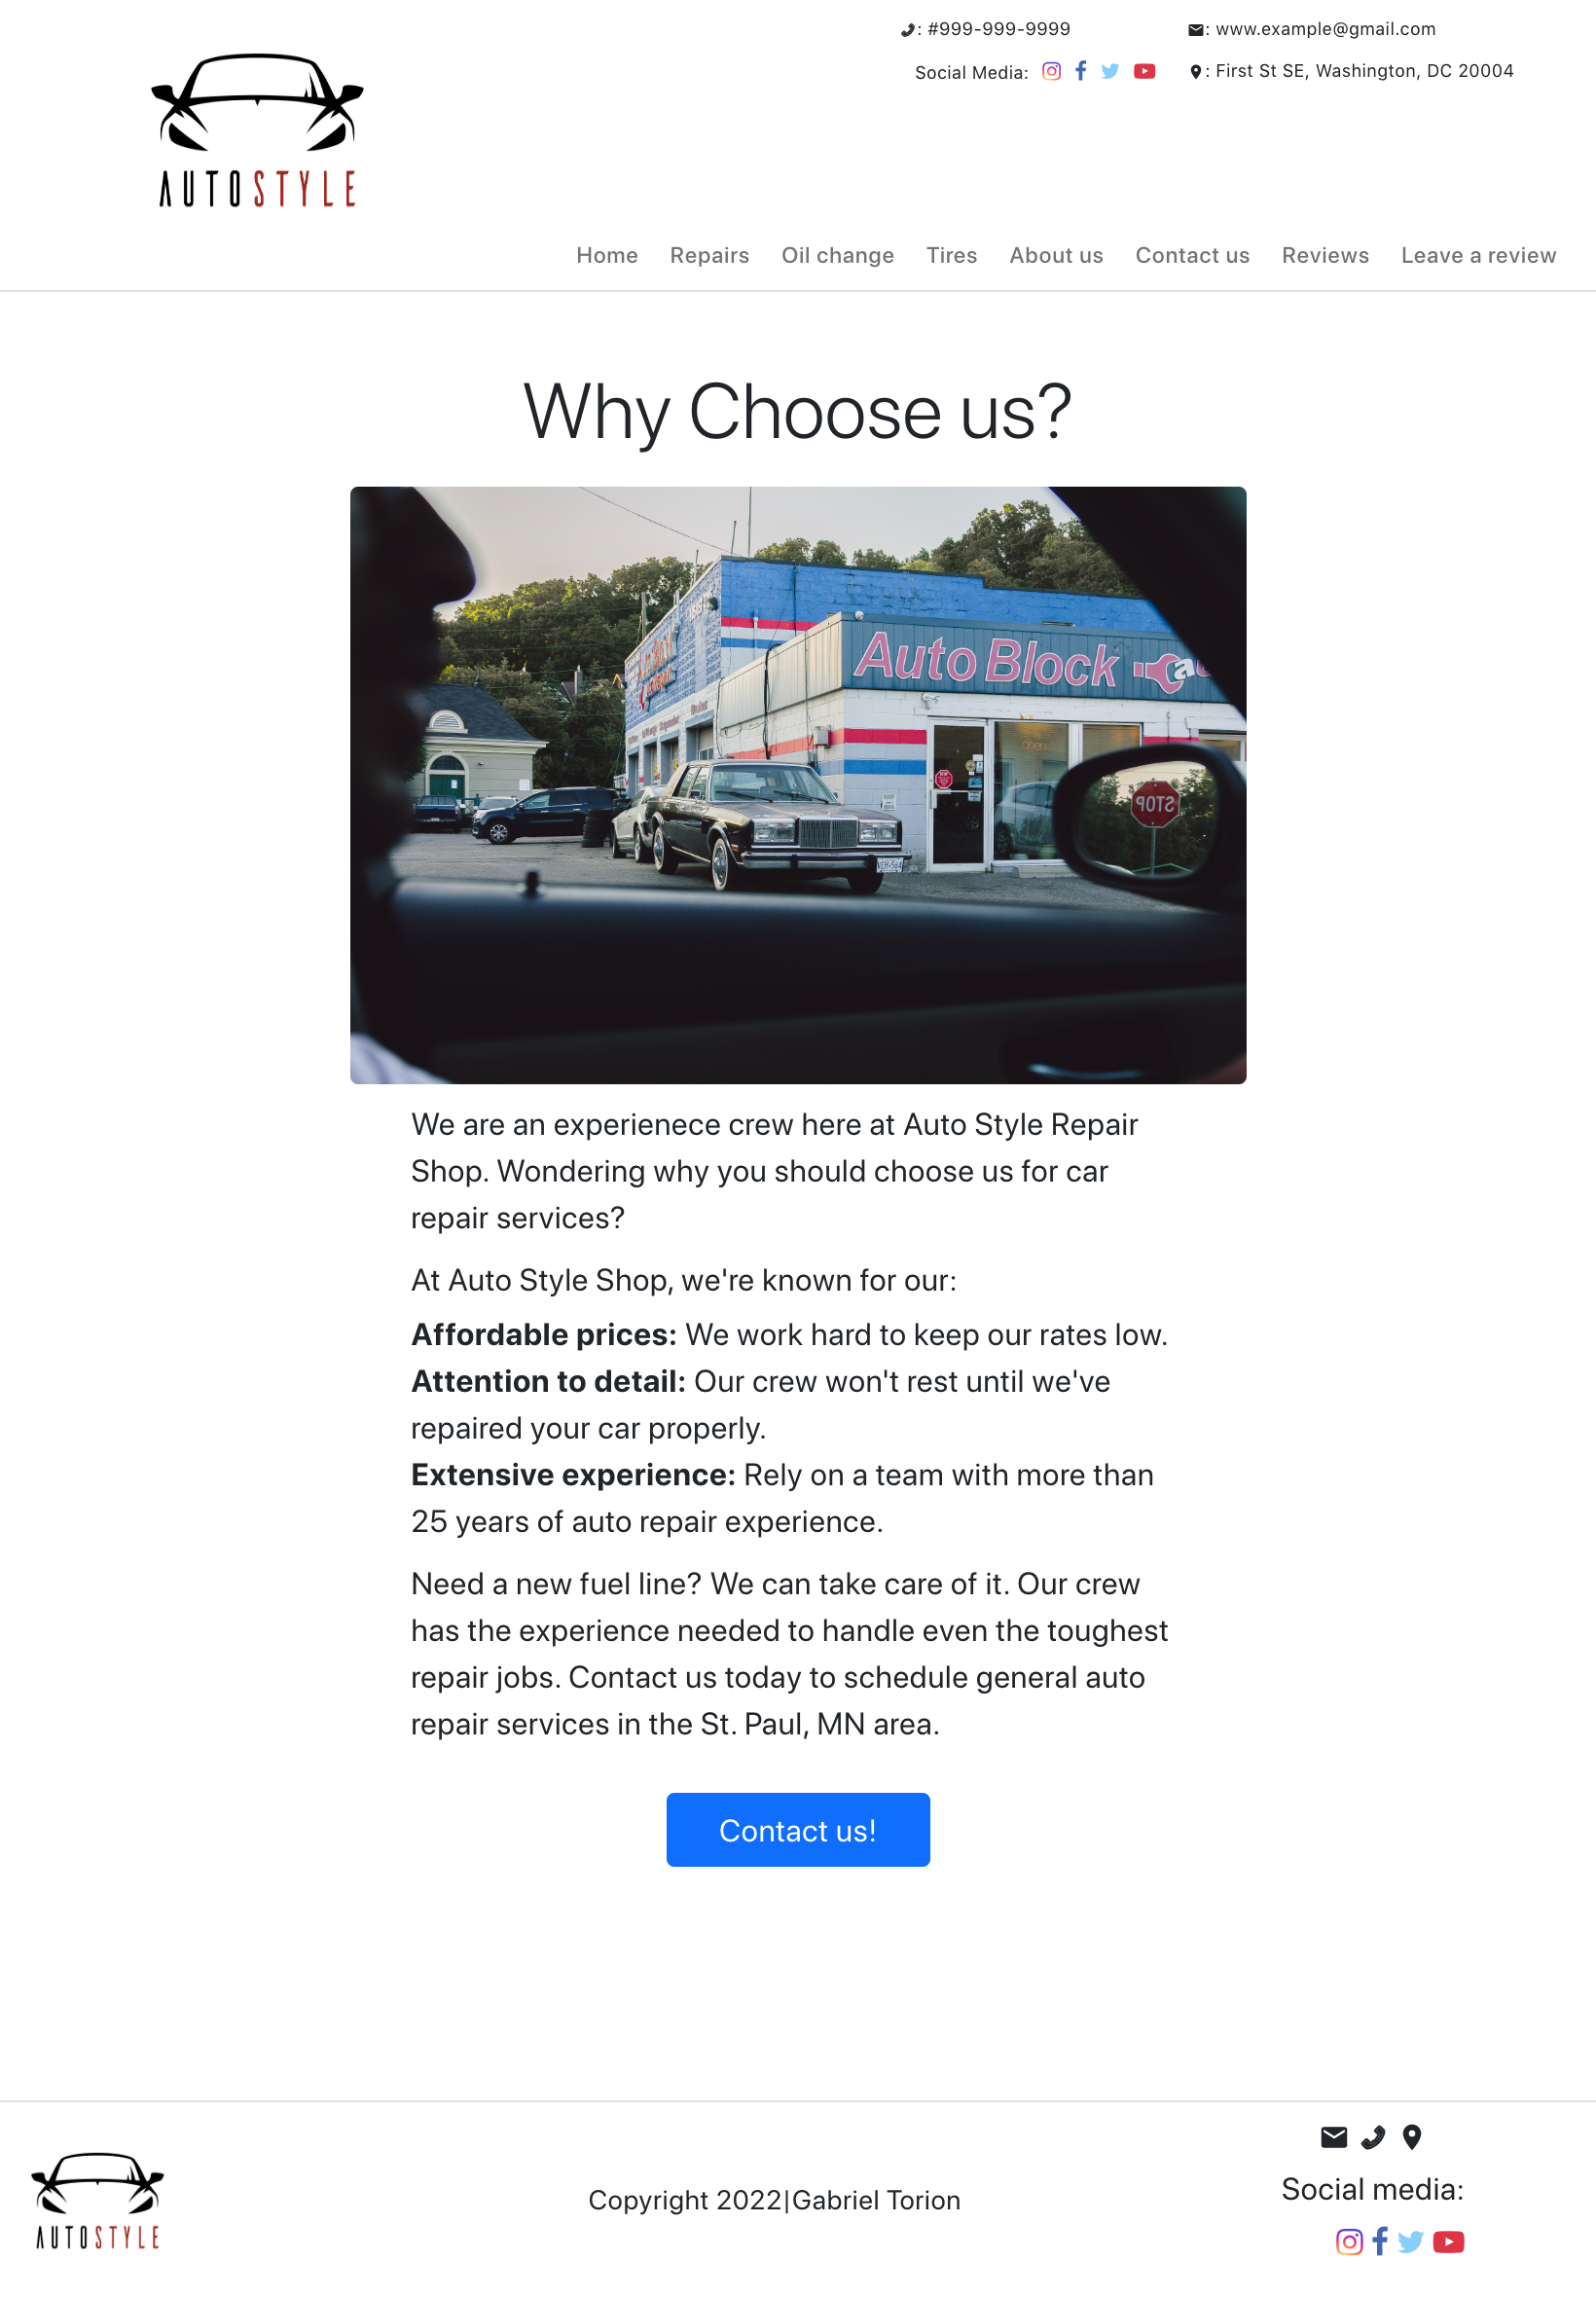 : #999-999-9999
: www.example@gmail.com
Social Media:
: First St SE, Washington, DC 20004
AUTOSTYLE
Home Repairs Oil change Tires About us Contact us Reviews Leave a review
Why Choose us?
Auto Block
a
open
STOP
STOP
We are an experienece crew here at Auto Style Repair
Shop. Wondering why you should choose us for car
repair services?
At Auto Style Shop, we're known for our:
Affordable prices: We work hard to keep our rates low.
Attention to detail: Our crew won't rest until we've
repaired your car properly.
Extensive experience: Rely on a team with more than
25 years of auto repair experience.
Need a new fuel line? We can take care of it. Our crew
has the experience needed to handle even the toughest
repair jobs. Contact us today to schedule general auto
repair services in the St. Paul, MN area.
Contact us!
AUTOSTYLE
Copyright 2022|Gabriel Torion
Social media: